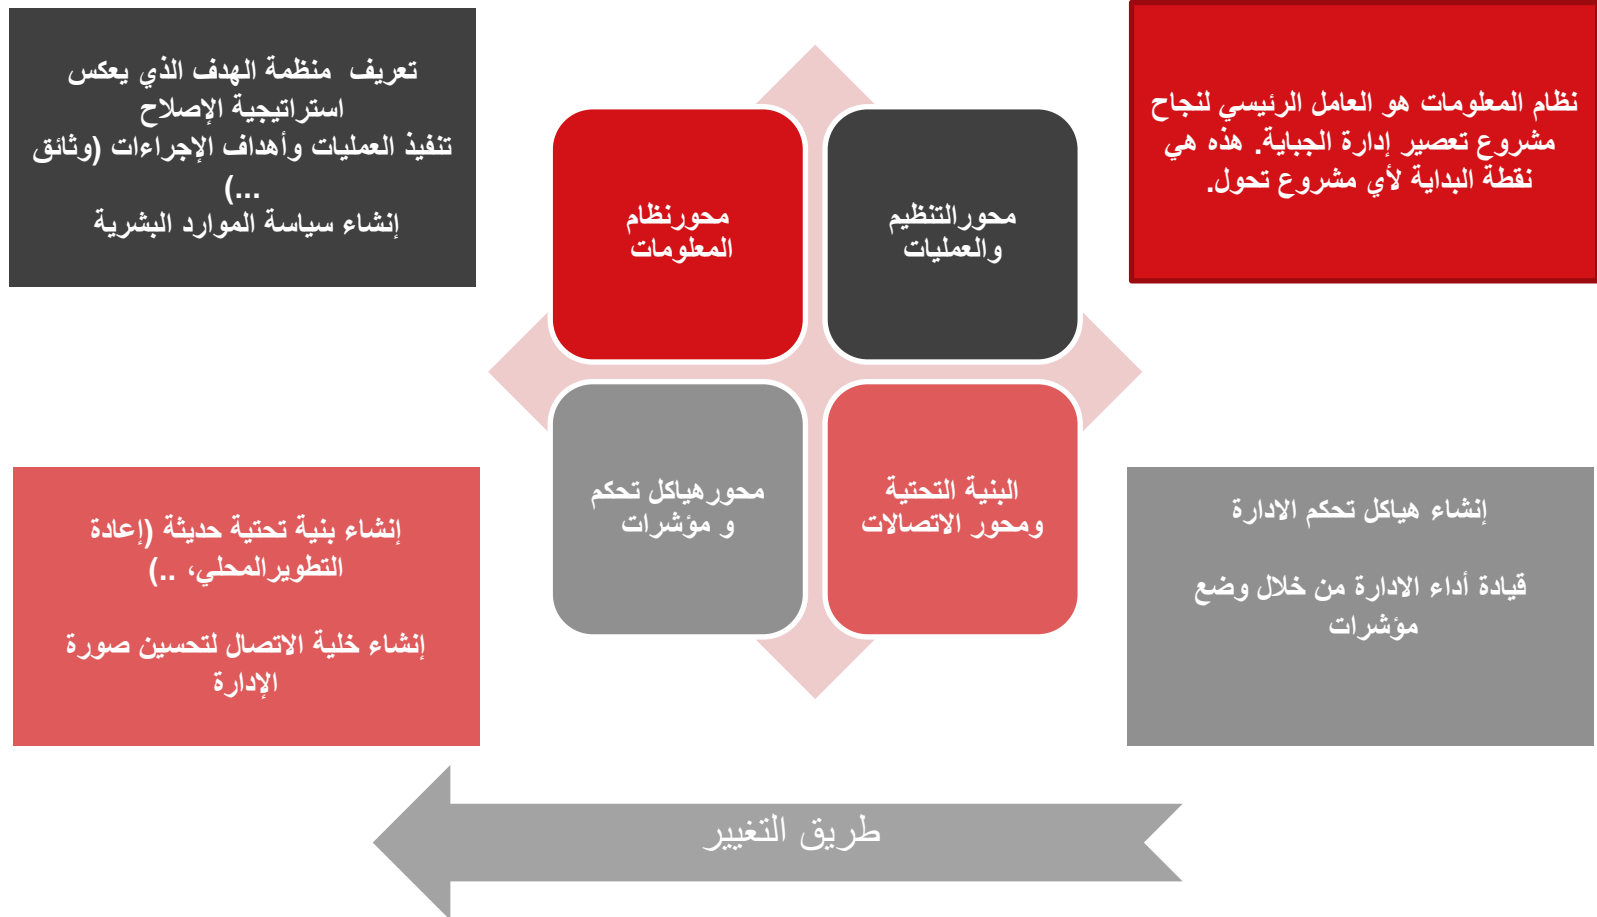 نظام المعلومات هو العامل الرئيسي لنجاح
مشروع تعصير إدارة الجباية. هذه هي
نقطة البداية لأي مشروع تحول.
محورالتنظيم
والعمليات
محورنظام
المعلومات
تعريف منظمة الهدف الذي يعكس
استراتيجية الإصلاح
تنفيذ العمليات وأهداف الإجراءات (وثائق
...)
إنشاء سياسة الموارد البشرية
إنشاء هياكل تحكم الادارة
قيادة أداء الادارة من خلال وضع
مؤشرات
البنية التحتية
ومحور الاتصالات
محورهياكل تحكم
و مؤشرات
إنشاء بنية تحتية حديثة (إعادة
التطويرالمحلي، ..)
إنشاء خلية الاتصال لتحسين صورة
الإدارة
طريق التغيير